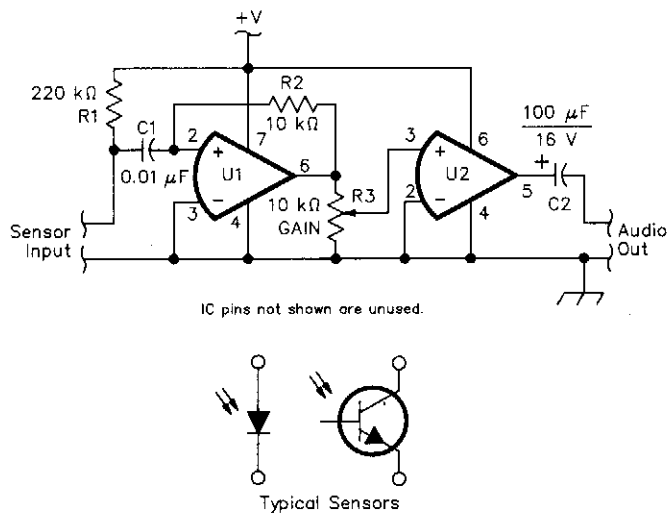 +V
220 kΩ
R1
C1
0.01 μF
R2
10 kΩ
2
7
+
U1
6
−
3
4
R3
10 kΩ
GAIN
3
6
+
U2
2
−
5
4
100 μF
16 V
+
C2
Sensor
Input
Audio
Out
IC pins not shown are unused.
Typical Sensors